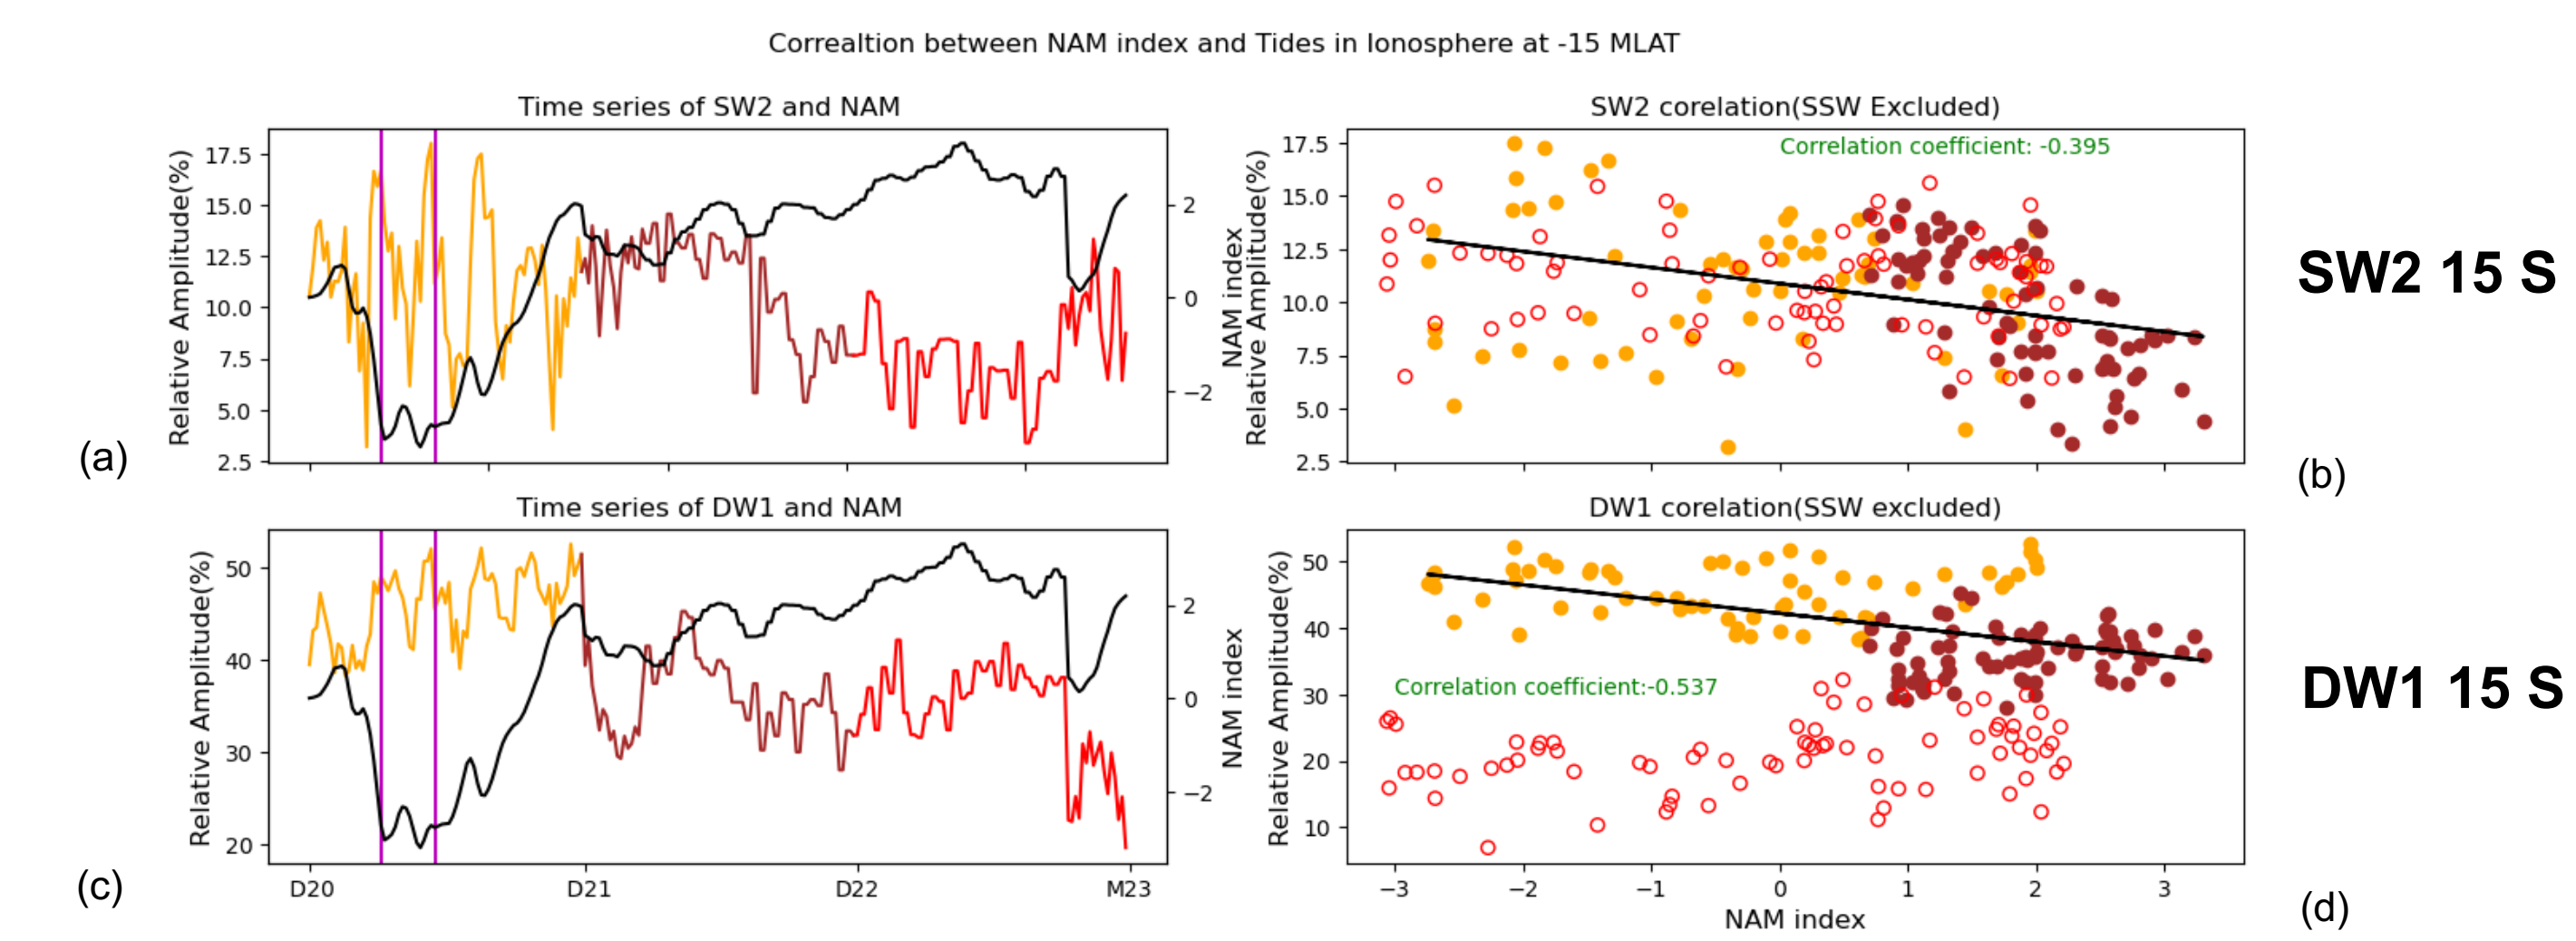 Correaltion between NAM index and Tides in Ionosphere at -15 MLAT
Time series of SW2 and NAM
Relative Amplitude(%)
17.5
15.0
12.5
10.0
7.5
5.0
2.5
2
0
−2
NAM index
(a)
SW2 corelation(SSW Excluded)
Correlation coefficient: -0.395
Relative Amplitude(%)
17.5
15.0
12.5
10.0
7.5
5.0
2.5
SW2 15 S
(b)
Time series of DW1 and NAM
Relative Amplitude(%)
50
40
30
20
2
0
−2
NAM index
D20
D21
D22
M23
(c)
DW1 corelation(SSW excluded)
Correlation coefficient:-0.537
Relative Amplitude(%)
50
40
30
20
10
−3
−2
−1
0
1
2
3
NAM index
DW1 15 S
(d)